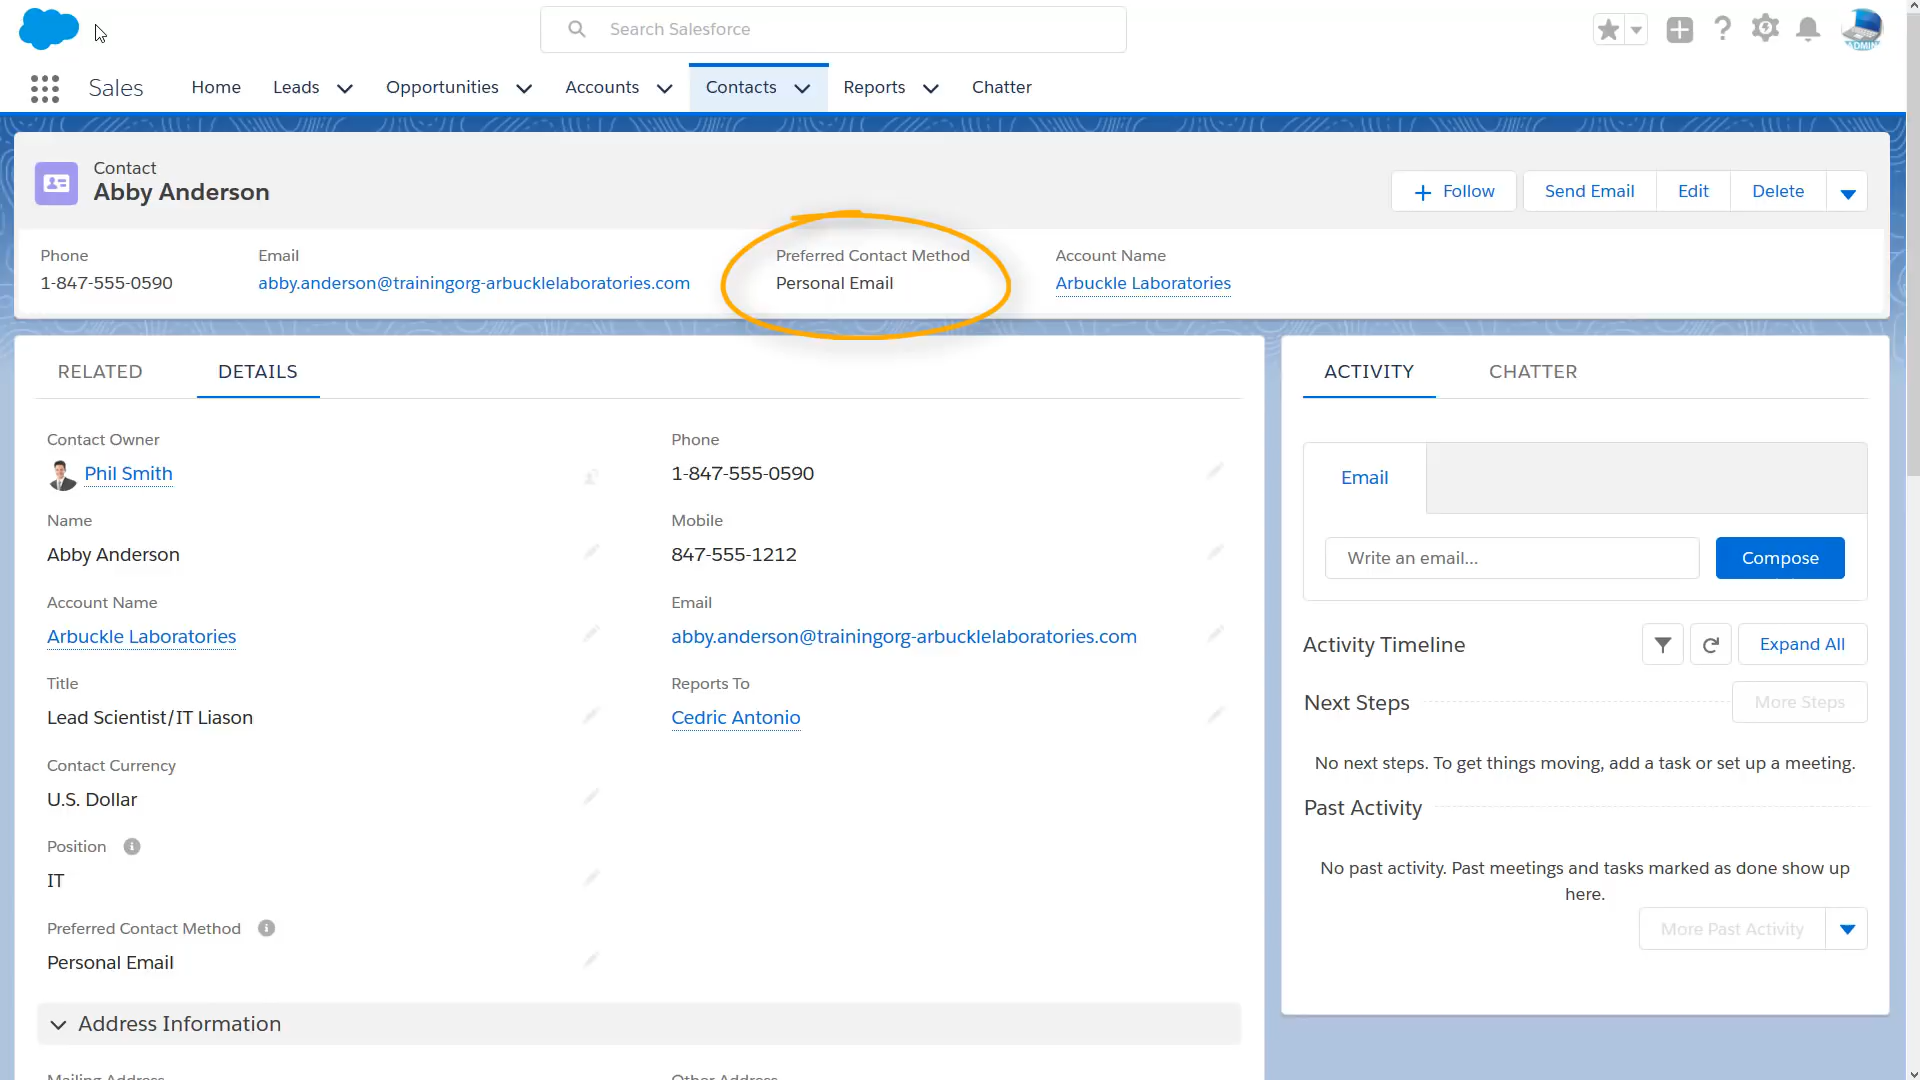 Search Salesforce
ADMIN
Sales
Home
Leads
Opportunities
Accounts
Contacts
Reports
Chatter
Contact
Abby Anderson
Follow
Send Email
Edit
Delete
Phone
1-847-555-0590
Email
abby.anderson@trainingorg-arbucklelaboratories.com
Preferred Contact Method
Personal Email
Account Name
Arbuckle Laboratories
RELATED
DETAILS
Contact Owner
Phil Smith
Phone
1-847-555-0590
Name
Abby Anderson
Mobile
847-555-1212
Account Name
Arbuckle Laboratories
Email
abby.anderson@trainingorg-arbucklelaboratories.com
Title
Lead Scientist/IT Liason
Reports To
Cedric Antonio
Contact Currency
U.S. Dollar
Position
IT
Preferred Contact Method
Personal Email
Address Information
Mailing Address
Other Address
ACTIVITY
CHATTER
Email
Write an email...
Compose
Activity Timeline
Expand All
Next Steps
More Steps
No next steps. To get things moving, add a task or set up a meeting.
Past Activity
No past activity. Past meetings and tasks marked as done show up
here.
More Past Activity